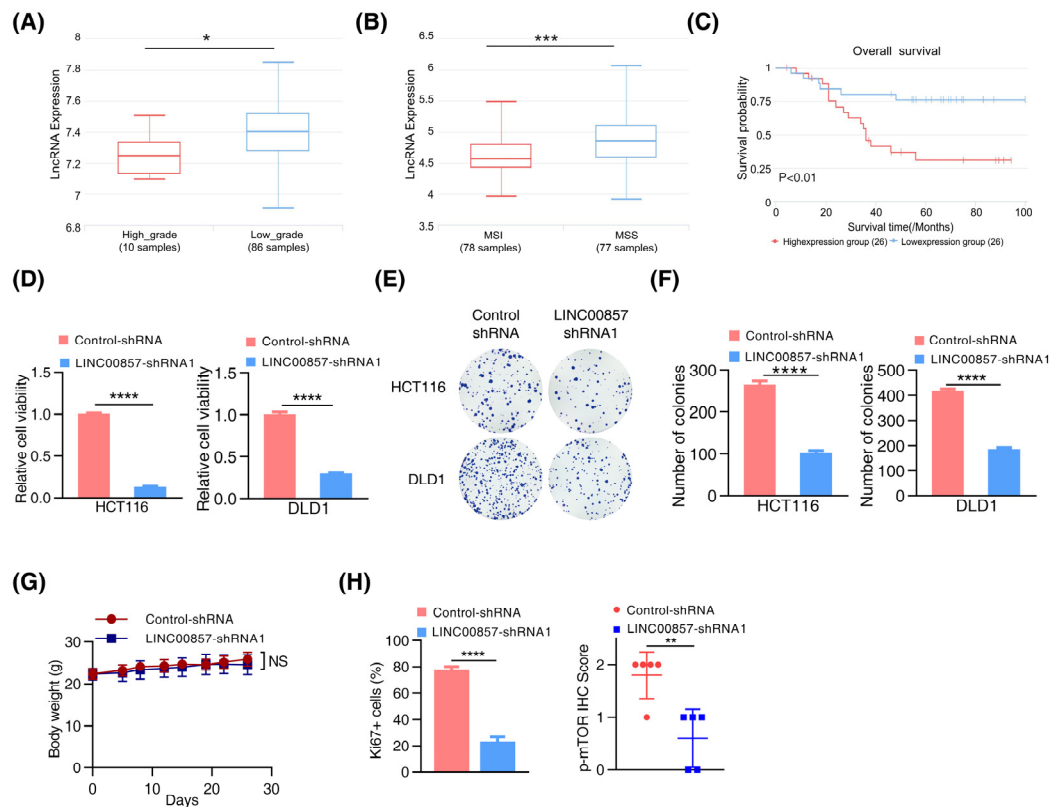 (A)
8
7.8
7.6
7.4
7.2
7
6.8
LncRNA Expression
*
High_grade
(10 samples)
Low_grade
(86 samples)
(B)
6.5
6
5.5
5
4.5
4
3.5
LncRNA Expression
***
MSI
(78 samples)
MSS
(77 samples)
(C)
Overall survival
Survival probability
1
0.75
0.5
0.25
P<0.01
0 20 40 60 80 100
Survival time(/Months)
Highexpression group (26) Lowexpression group (26)
(D)
Control-shRNA
LINC00857-shRNA1
Relative cell viability
1.5
1.0
0.5
0.0
****
HCT116
Control-shRNA
LINC00857-shRNA1
Relative cell viability
1.5
1.0
0.5
0.0
****
DLD1
(E)
Control
shRNA
LINC00857
shRNA1
HCT116
DLD1
(F)
Control-shRNA
LINC00857-shRNA1
Number of colonies
300
200
100
0
****
HCT116
Control-shRNA
LINC00857-shRNA1
Number of colonies
500
400
300
200
100
0
****
DLD1
(G)
Control-shRNA
LINC00857-shRNA1
Body weight (g)
30
20
10
0
NS
0 10 20 30
Days
(H)
Control-shRNA
LINC00857-shRNA1
Ki67+ cells (%)
100
80
60
40
20
0
****
Control-shRNA
LINC00857-shRNA1
p-mTOR IHC Score
2
1
0
**